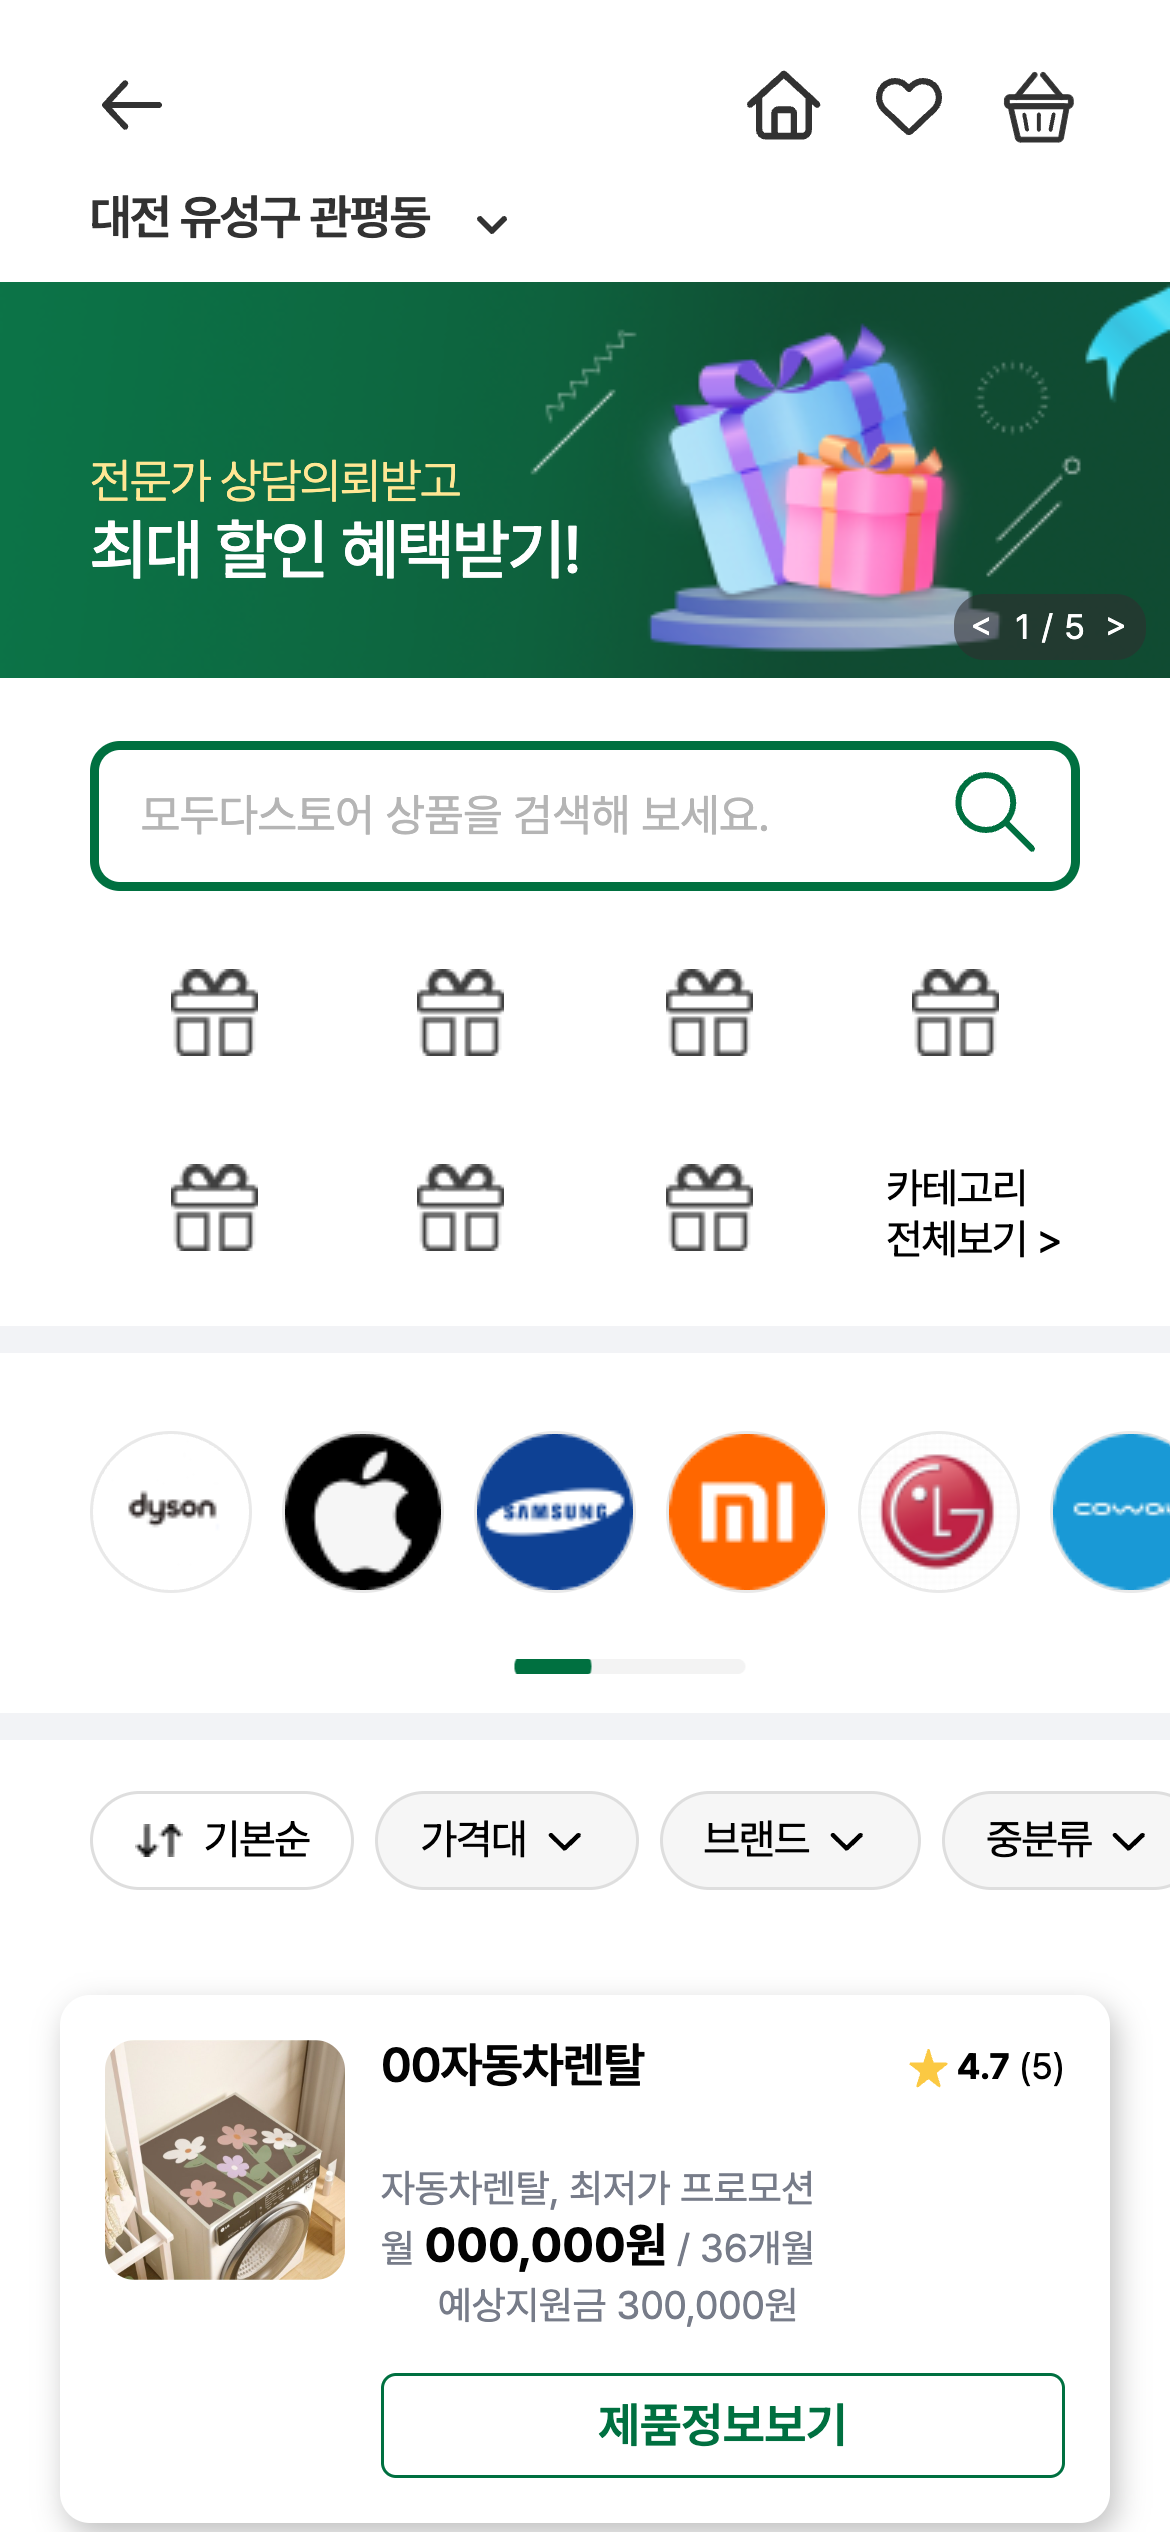 대전 유성구 관평동
전문가 상담의뢰받고
최대 할인 혜택받기!
< 1 / 5 >
모두다스토어 상품을 검색해 보세요.
카테고리
전체보기 >
dyson
SAMSUNG
mi
LG
기본순
가격대
브랜드
중분류
00자동차렌탈
4.7 (5)
자동차렌탈, 최저가 프로모션
월 000,000원 / 36개월
예상지원금 300,000원
제품정보보기